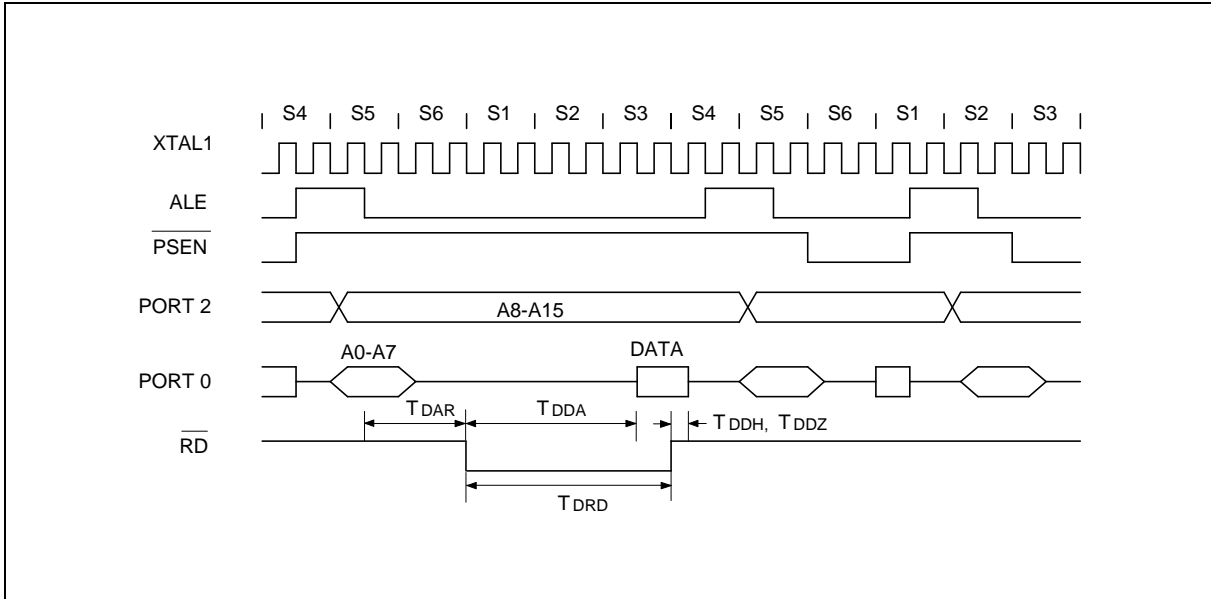 S4 S5 S6 S1 S2 S3 S4 S5 S6 S1 S2 S3
XTAL1
ALE
PSEN
PORT 2
A8-A15
A0-A7
DATA
PORT 0
TDAR
TDDA
TDDH, TDDZ
RD
TDRD